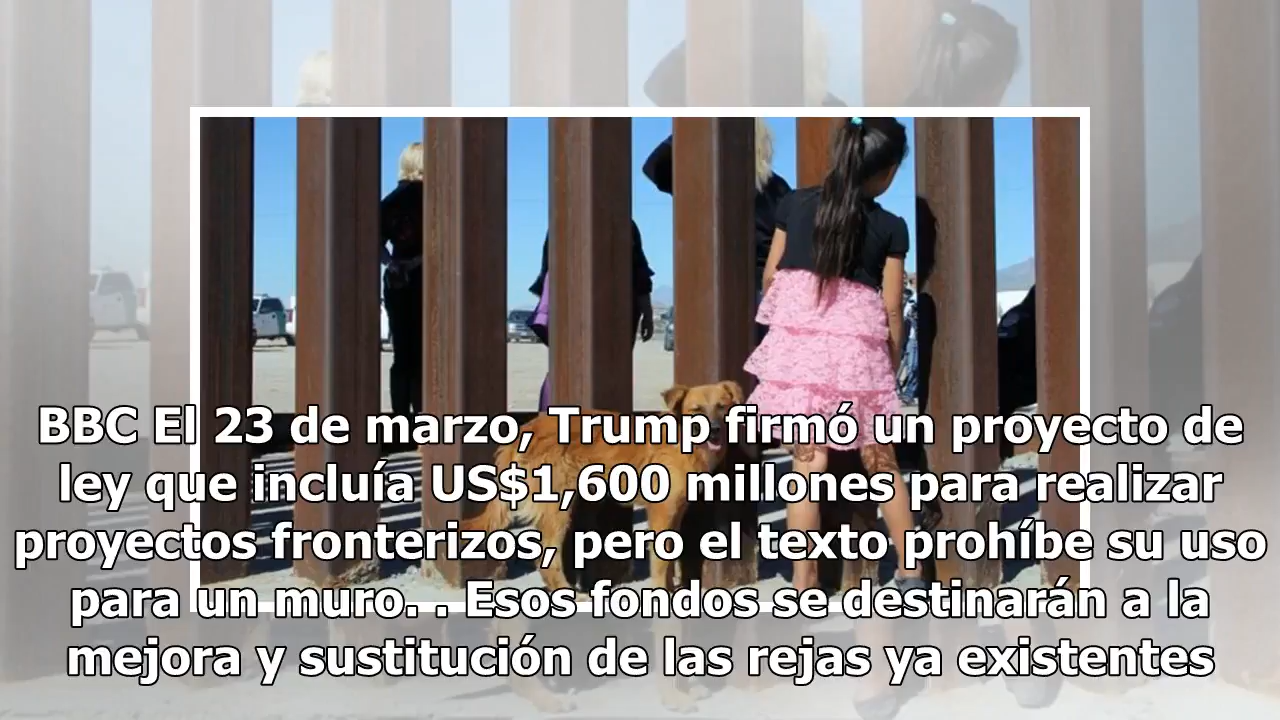 BBC El 23 de marzo, Trump firmó un proyecto de
ley que incluía US$1,600 millones para realizar
proyectos fronterizos, pero el texto prohíbe su uso
para un muro. . Esos fondos se destinarán a la
mejora y sustitución de las rejas ya existentes